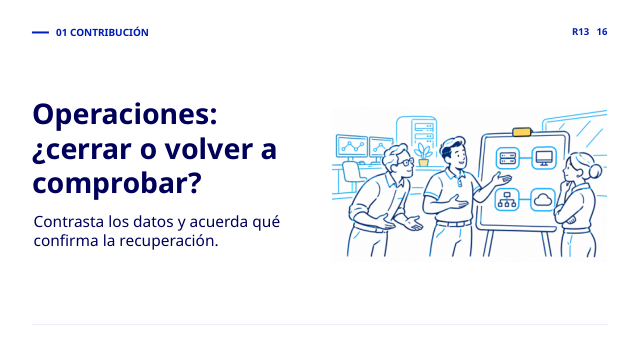 01 CONTRIBUCIÓN
R13 16
Operaciones:
¿cerrar o volver a
comprobar?
Contrasta los datos y acuerda qué
confirma la recuperación.